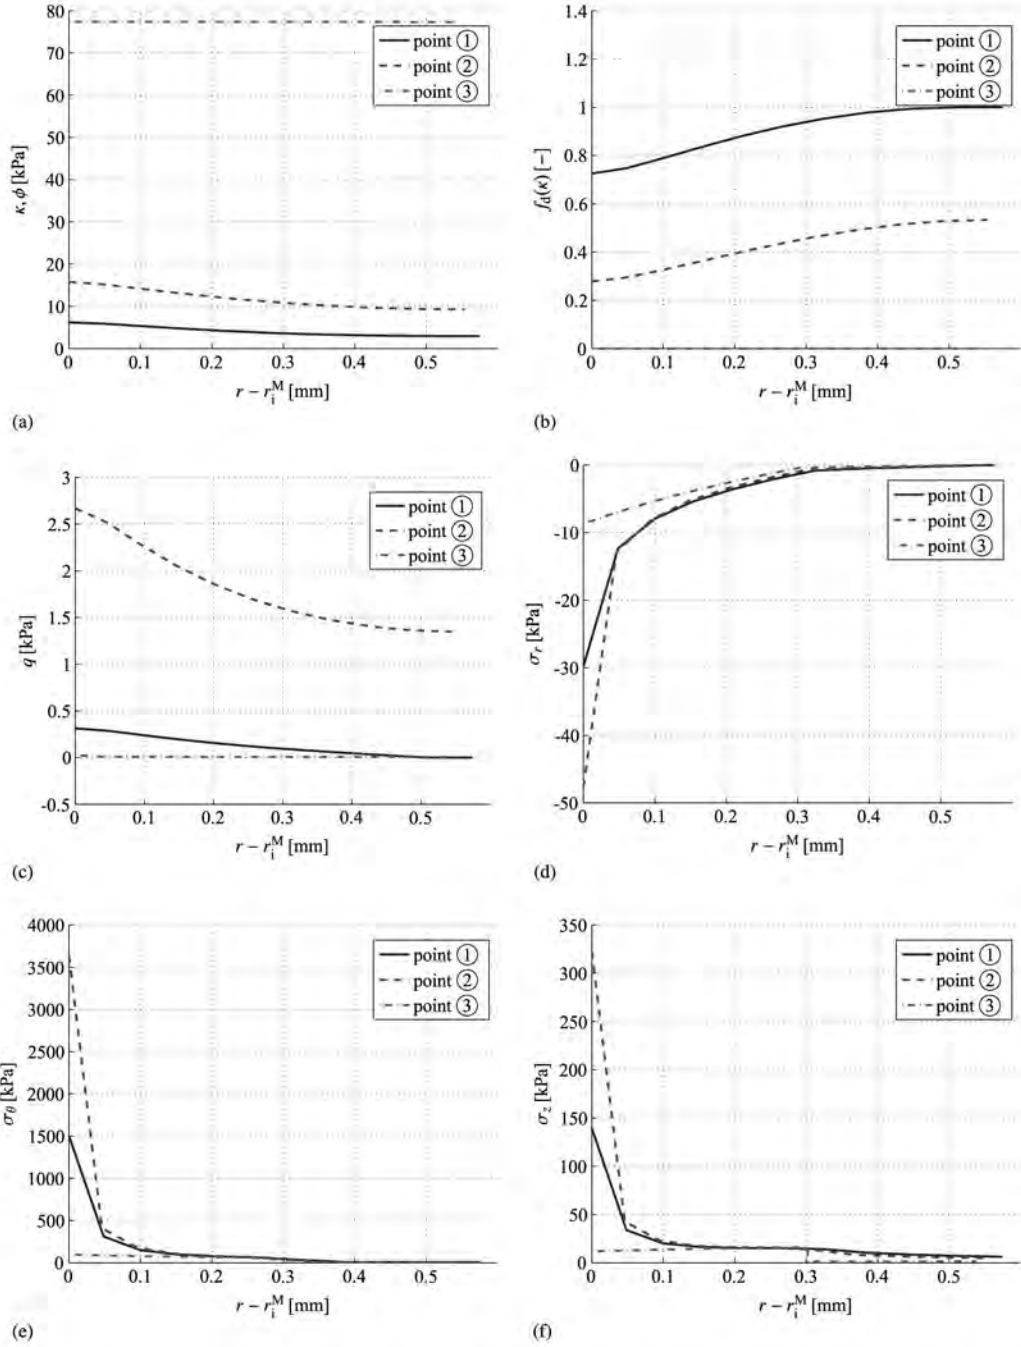 80
70
60
50
40
30
20
10
0
κ, ϕ [kPa]
point ①
point ②
point ③
0 0.1 0.2 0.3 0.4 0.5
r − r_i^M [mm]
(a)
1.4
1.2
1
0.8
0.6
0.4
0.2
0
f_d(κ) [−]
point ①
point ②
point ③
0 0.1 0.2 0.3 0.4 0.5
r − r_i^M [mm]
(b)
3
2.5
2
1.5
1
0.5
0
-0.5
q [kPa]
point ①
point ②
point ③
0 0.1 0.2 0.3 0.4 0.5
r − r_i^M [mm]
(c)
0
-10
-20
-30
-40
-50
σ_r [kPa]
point ①
point ②
point ③
0 0.1 0.2 0.3 0.4 0.5
r − r_i^M [mm]
(d)
4000
3500
3000
2500
2000
1500
1000
500
0
σ_θ [kPa]
point ①
point ②
point ③
0 0.1 0.2 0.3 0.4 0.5
r − r_i^M [mm]
(e)
350
300
250
200
150
100
50
0
σ_z [kPa]
point ①
point ②
point ③
0 0.1 0.2 0.3 0.4 0.5
r − r_i^M [mm]
(f)